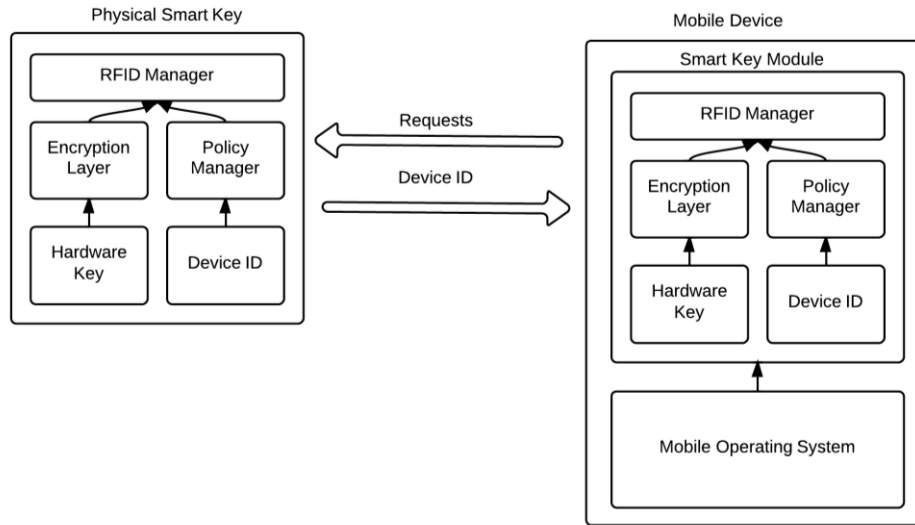 Physical Smart Key
RFID Manager
Encryption
Layer
Policy
Manager
Hardware
Key
Device ID
Requests
Device ID
Mobile Device
Smart Key Module
RFID Manager
Encryption
Layer
Policy
Manager
Hardware
Key
Device ID
Mobile Operating System